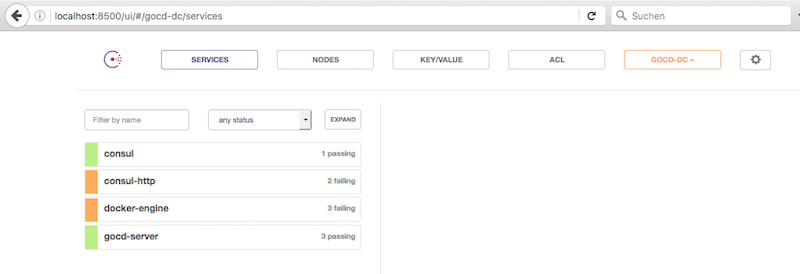 localhost:8500/ui/#/gocd-dc/services
Suchen
SERVICES NODES KEY/VALUE ACL GOCD-DC
Filter by name any status EXPAND
consul 1 passing
consul-http 2 failing
docker-engine 3 failing
gocd-server 3 passing